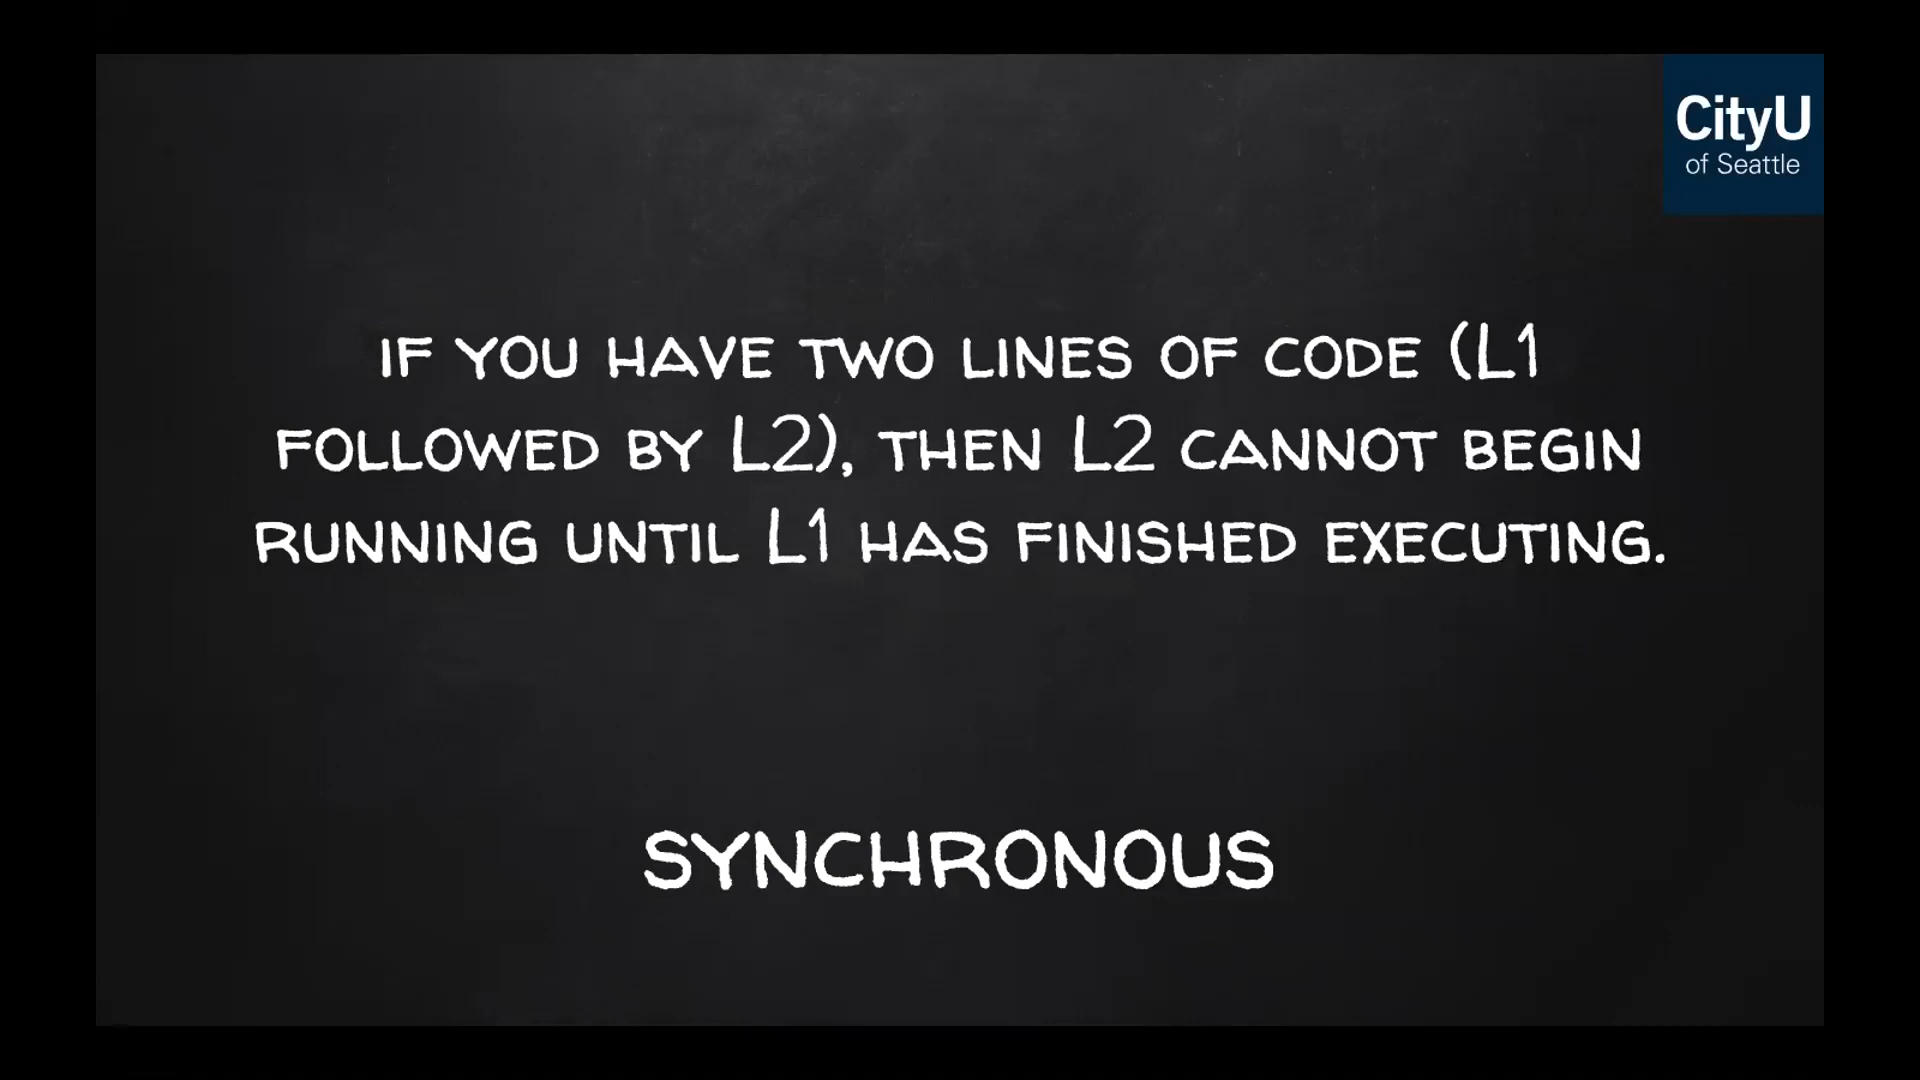 CityU
of Seattle
IF YOU HAVE TWO LINES OF CODE (L1
FOLLOWED BY L2), THEN L2 CANNOT BEGIN
RUNNING UNTIL L1 HAS FINISHED EXECUTING.
SYNCHRONOUS